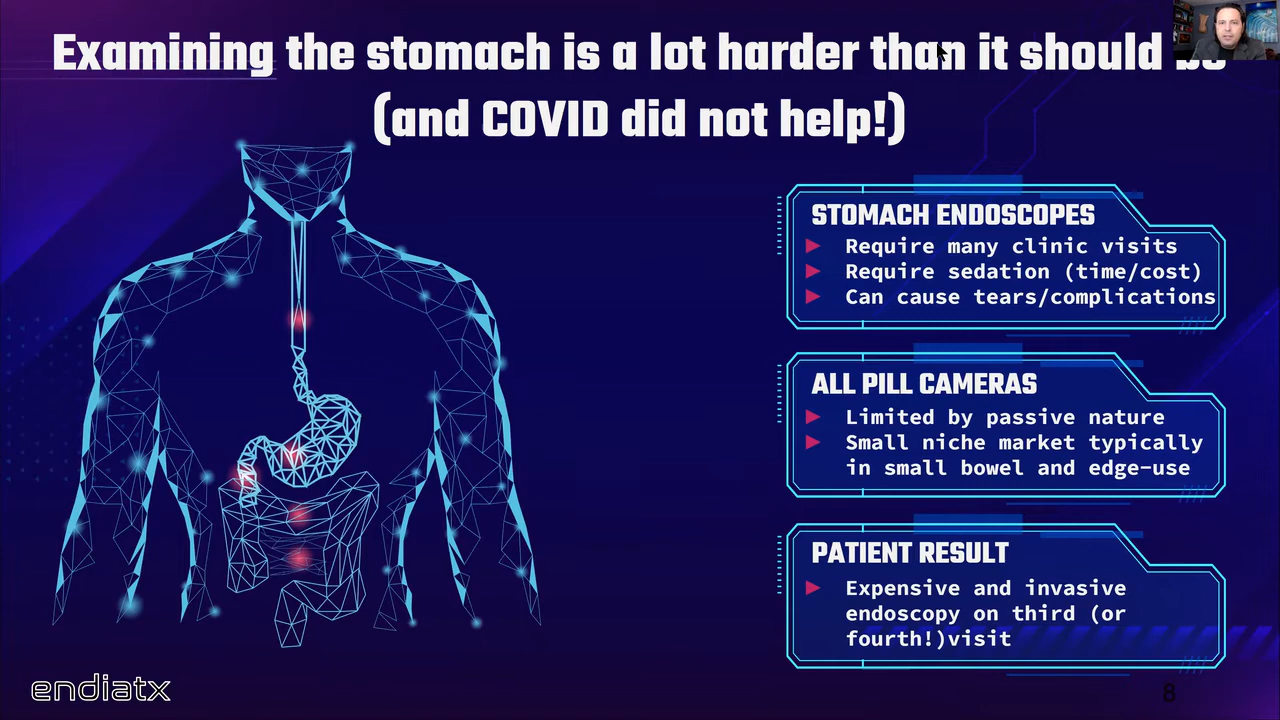 Examining the stomach is a lot harder than it should
(and COVID did not help!)
STOMACH ENDOSCOPES
Require many clinic visits
Require sedation (time/cost)
Can cause tears/complications
ALL PILL CAMERAS
Limited by passive nature
Small niche market typically
in small bowel and edge-use
PATIENT RESULT
Expensive and invasive
endoscopy on third (or
fourth!)visit
endiatx
8